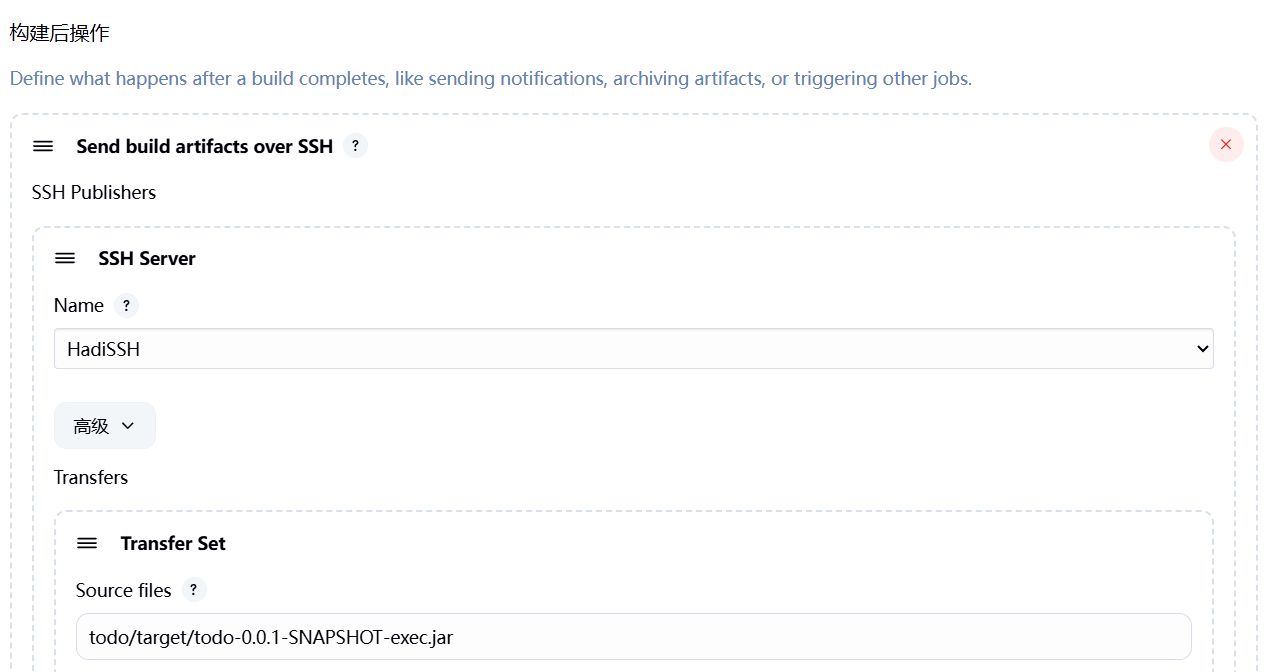 构建后操作
Define what happens after a build completes, like sending notifications, archiving artifacts, or triggering other jobs.
Send build artifacts over SSH ?
SSH Publishers
SSH Server
Name ?
HadiSSH
高级
Transfers
Transfer Set
Source files ?
todo/target/todo-0.0.1-SNAPSHOT-exec.jar